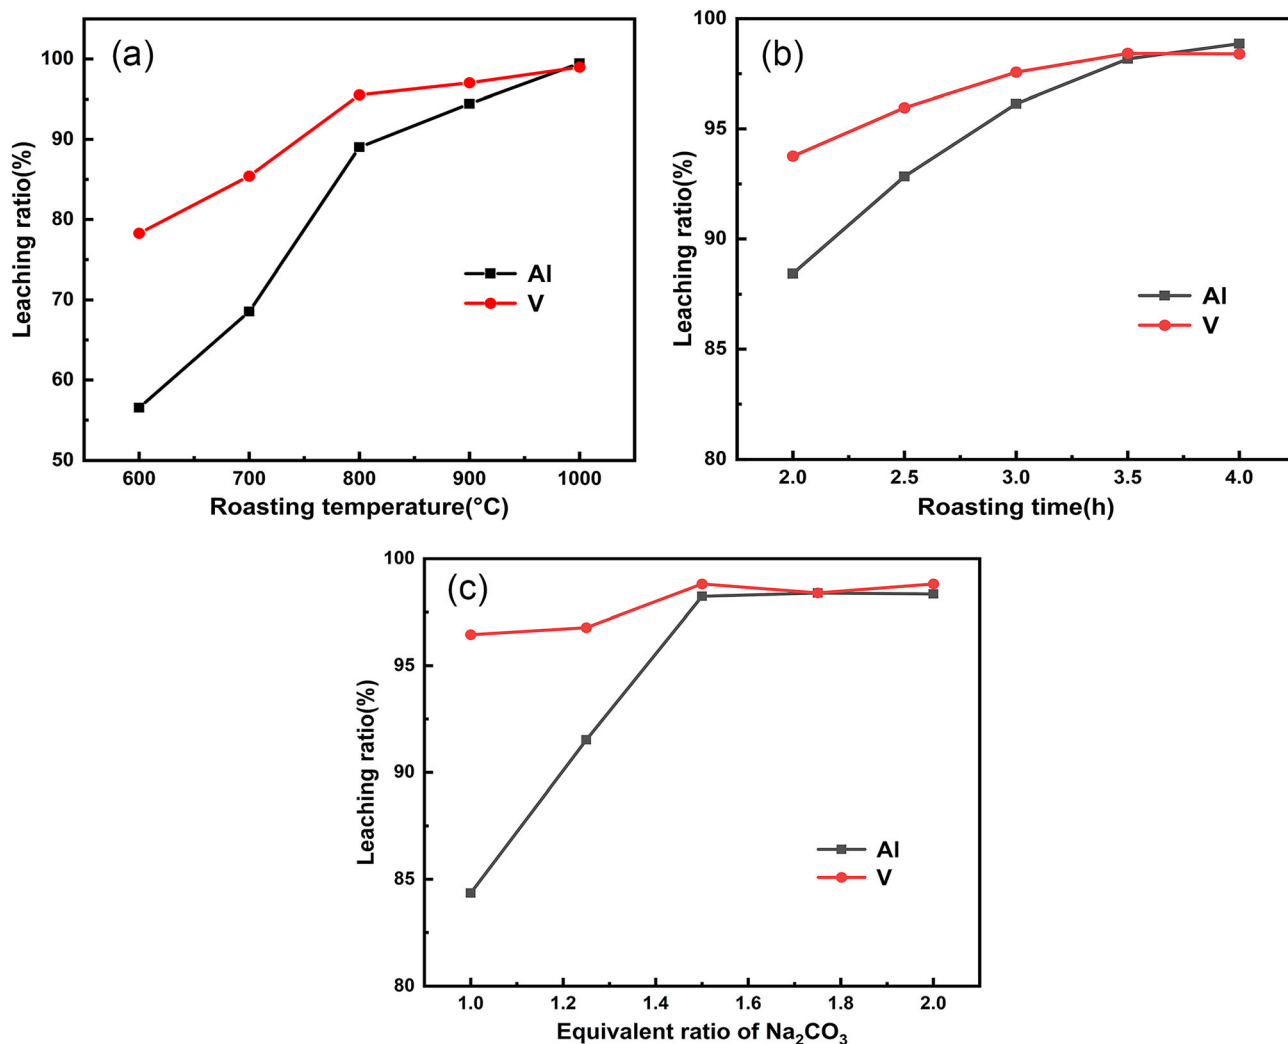 (a)
Leaching ratio(%)
100
90
80
70
60
50
600 700 800 900 1000
Roasting temperature(°C)
Al
V
(b)
Leaching ratio(%)
100
95
90
85
80
2.0 2.5 3.0 3.5 4.0
Roasting time(h)
Al
V
(c)
Leaching ratio(%)
100
95
90
85
80
1.0 1.2 1.4 1.6 1.8 2.0
Equivalent ratio of Na₂CO₃
Al
V